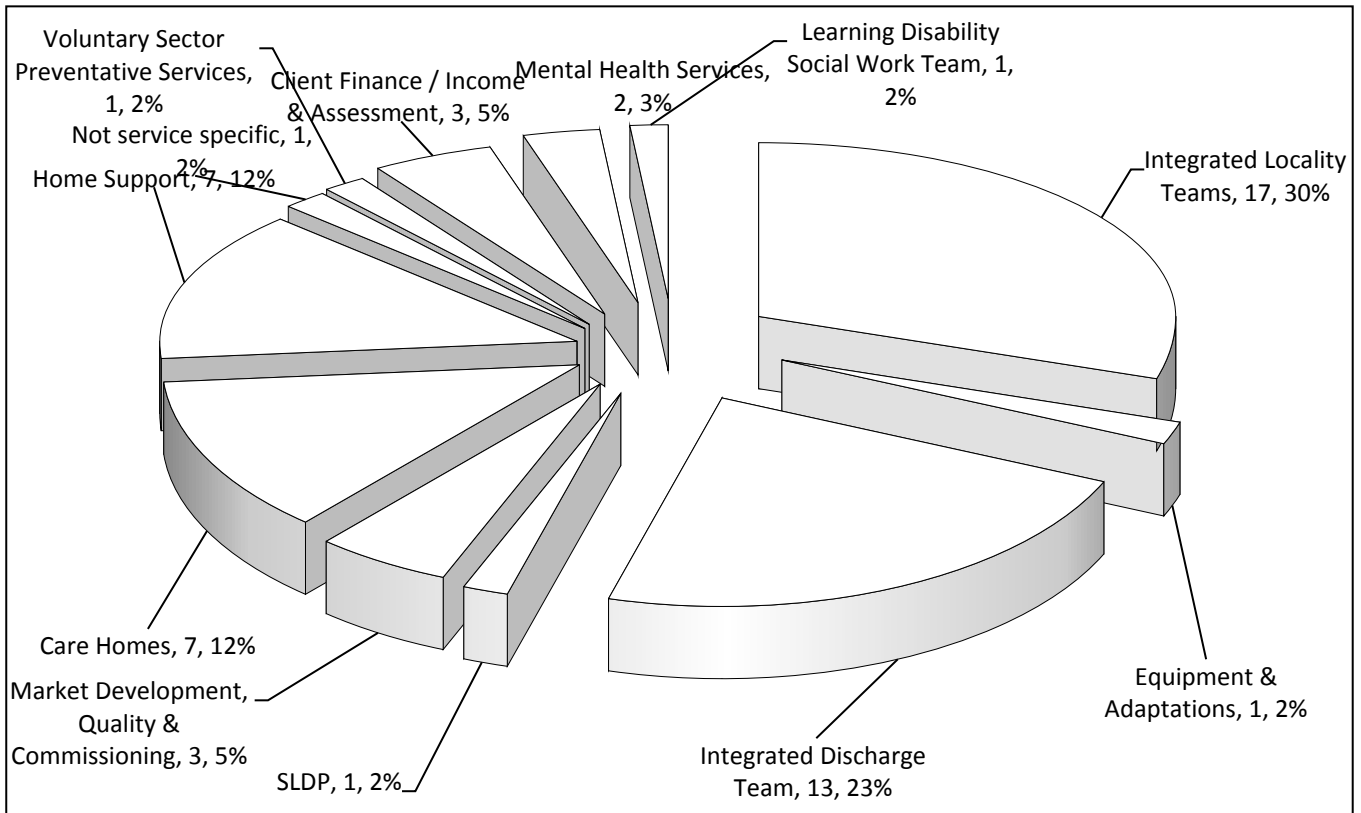 Voluntary Sector
Preventative Services,
1, 2%
Client Finance / Income
& Assessment, 3, 5%
Mental Health Services,
2, 3%
Learning Disability
Social Work Team, 1,
2%
Not service specific, 1,
2%
Home Support, 7, 12%
Integrated Locality
Teams, 17, 30%
Care Homes, 7, 12%
Market Development,
Quality &
Commissioning, 3, 5%
SLDP, 1, 2%
Integrated Discharge
Team, 13, 23%
Equipment &
Adaptations, 1, 2%